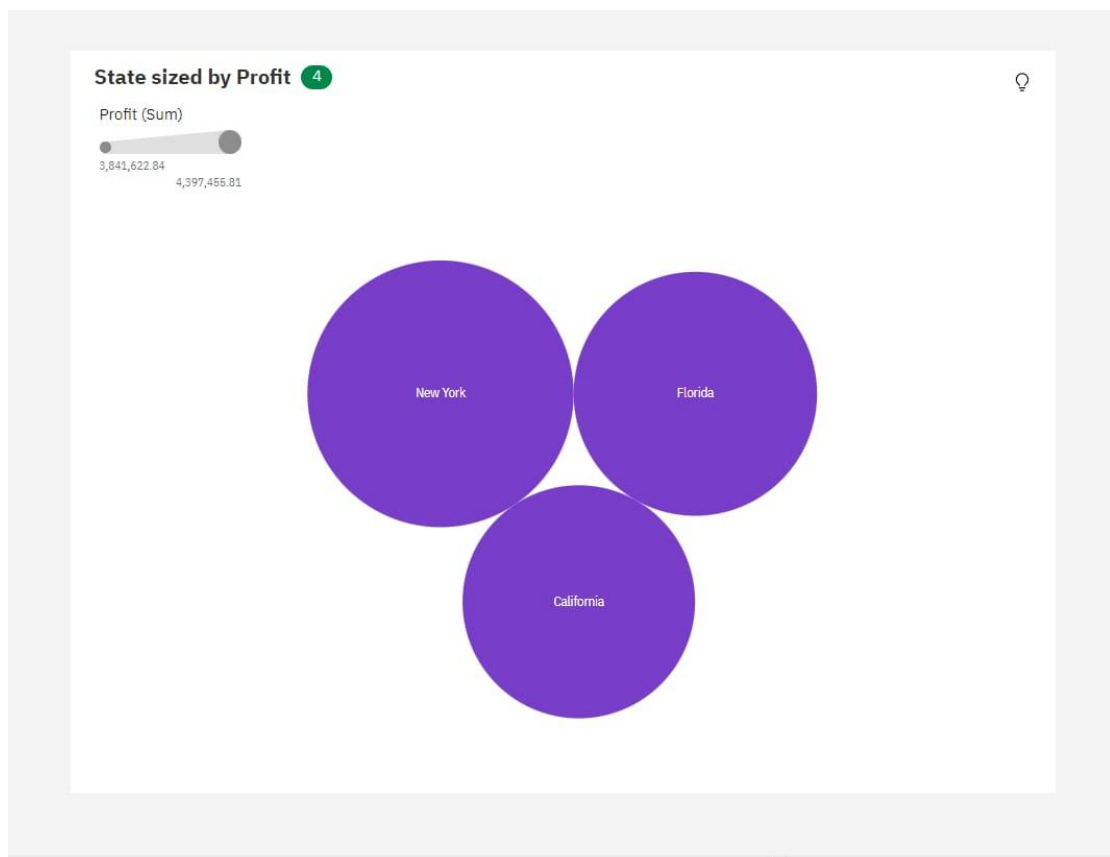 State sized by Profit 4
Profit (Sum)
3,841,622.84
4,397,455.81
New York
Florida
California